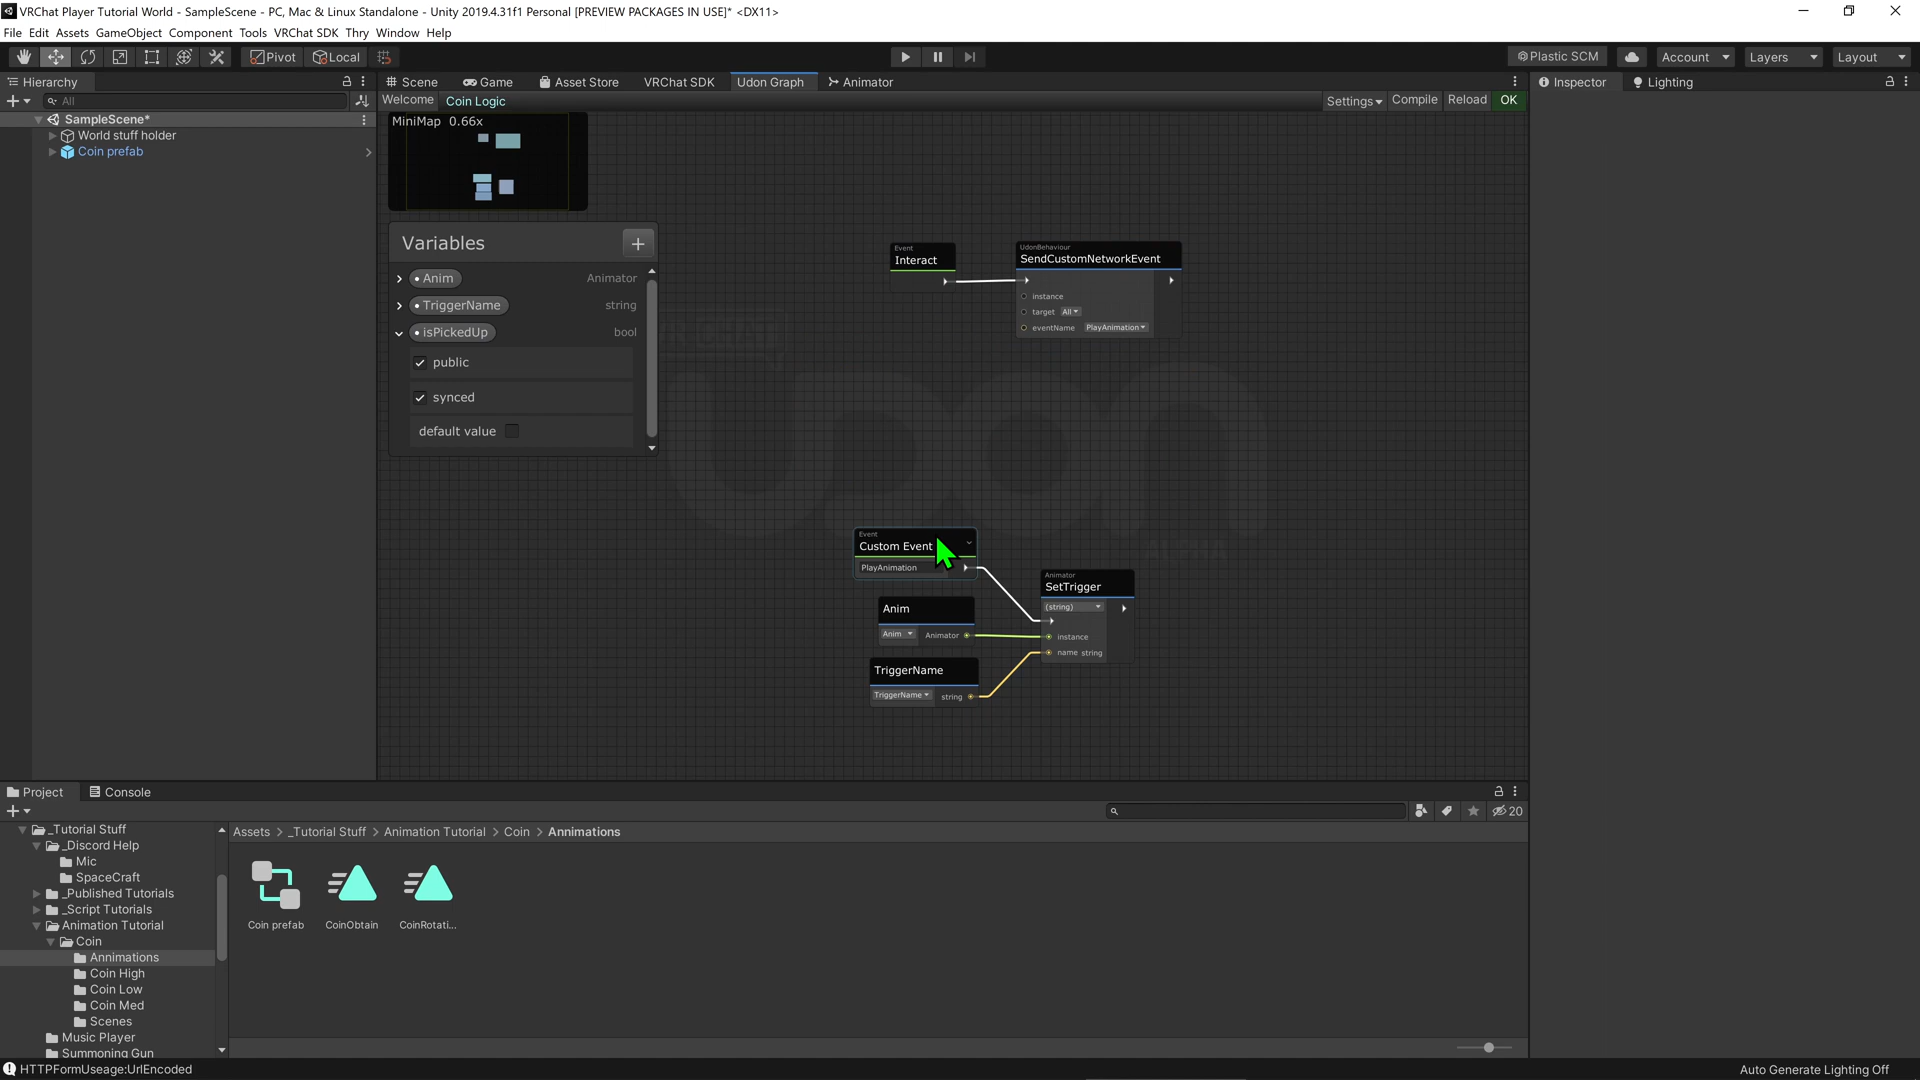 VRChat Player Tutorial World - SampleScene - PC, Mac & Linux Standalone - Unity 2019.4.31f1 Personal [PREVIEW PACKAGES IN USE]* <DX11>
File Edit Assets GameObject Component Tools VRChat SDK Thry Window Help
Pivot Local Plastic SCM Account Layers Layout
Hierarchy Scene Game Asset Store VRChat SDK Udon Graph Animator Inspector Lighting
All Welcome Coin Logic Settings Compile Reload OK
SampleScene*
World stuff holder
Coin prefab
MiniMap 0.66x
Variables
Anim Animator
TriggerName string
isPickedUp bool
public
synced
default value
Event
Interact
UdonBehaviour
SendCustomNetworkEvent
instance
target All
eventName PlayAnimation
udon
ALPHA
Event
Custom Event
PlayAnimation
Anim
Anim Animator
TriggerName
TriggerName string
Animator
SetTrigger
(string)
instance
name string
Project Console
20
_Tutorial Stuff
_Discord Help
Mic
SpaceCraft
_Published Tutorials
_Script Tutorials
Animation Tutorial
Coin
Annimations
Coin High
Coin Low
Coin Med
Scenes
Music Player
Summoning Gun
Assets > _Tutorial Stuff > Animation Tutorial > Coin > Annimations
Coin prefab CoinObtain CoinRotati...
HTTPFormUseage:UrlEncoded
Auto Generate Lighting Off